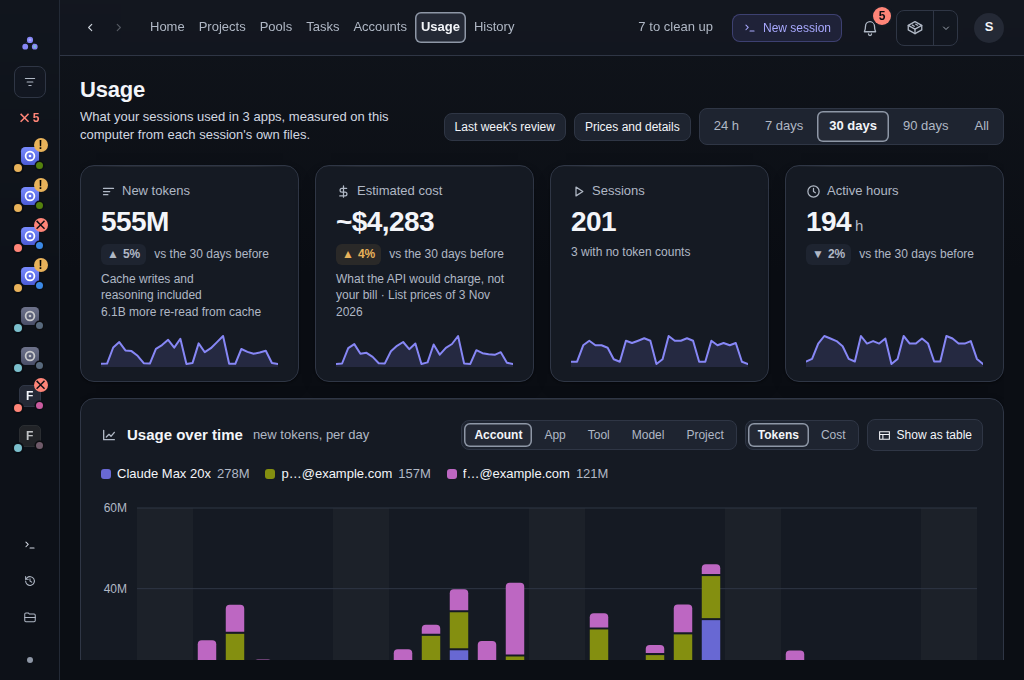 Home Projects Pools Tasks Accounts Usage History 7 to clean up New session 5 S
5
!
!
!
F
F
Usage
What your sessions used in 3 apps, measured on this
computer from each session's own files.
Last week's review Prices and details 24 h 7 days 30 days 90 days All
New tokens
555M
▲ 5% vs the 30 days before
Cache writes and
reasoning included
6.1B more re-read from cache
Estimated cost
~$4,283
▲ 4% vs the 30 days before
What the API would charge, not
your bill · List prices of 3 Nov
2026
Sessions
201
3 with no token counts
Active hours
194 h
▼ 2% vs the 30 days before
Usage over time new tokens, per day Account App Tool Model Project Tokens Cost Show as table
Claude Max 20x 278M p…@example.com 157M f…@example.com 121M
60M
40M